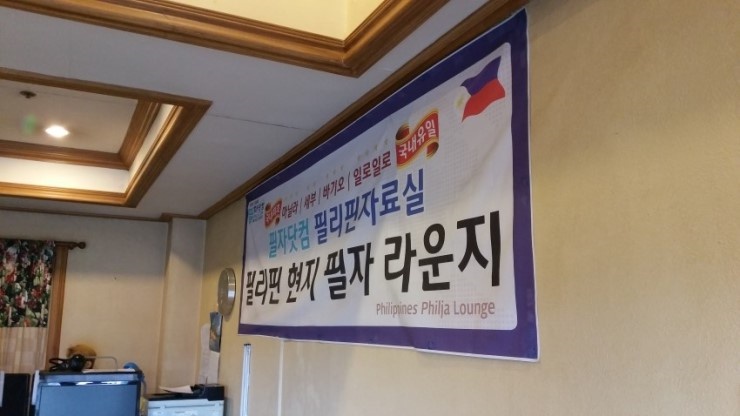 마닐라 | 세부 | 바기오 | 일로일로 국내유일
필자닷컴 필리핀자료실
필리핀 현지 필자 라운지
Philippines Philja Lounge